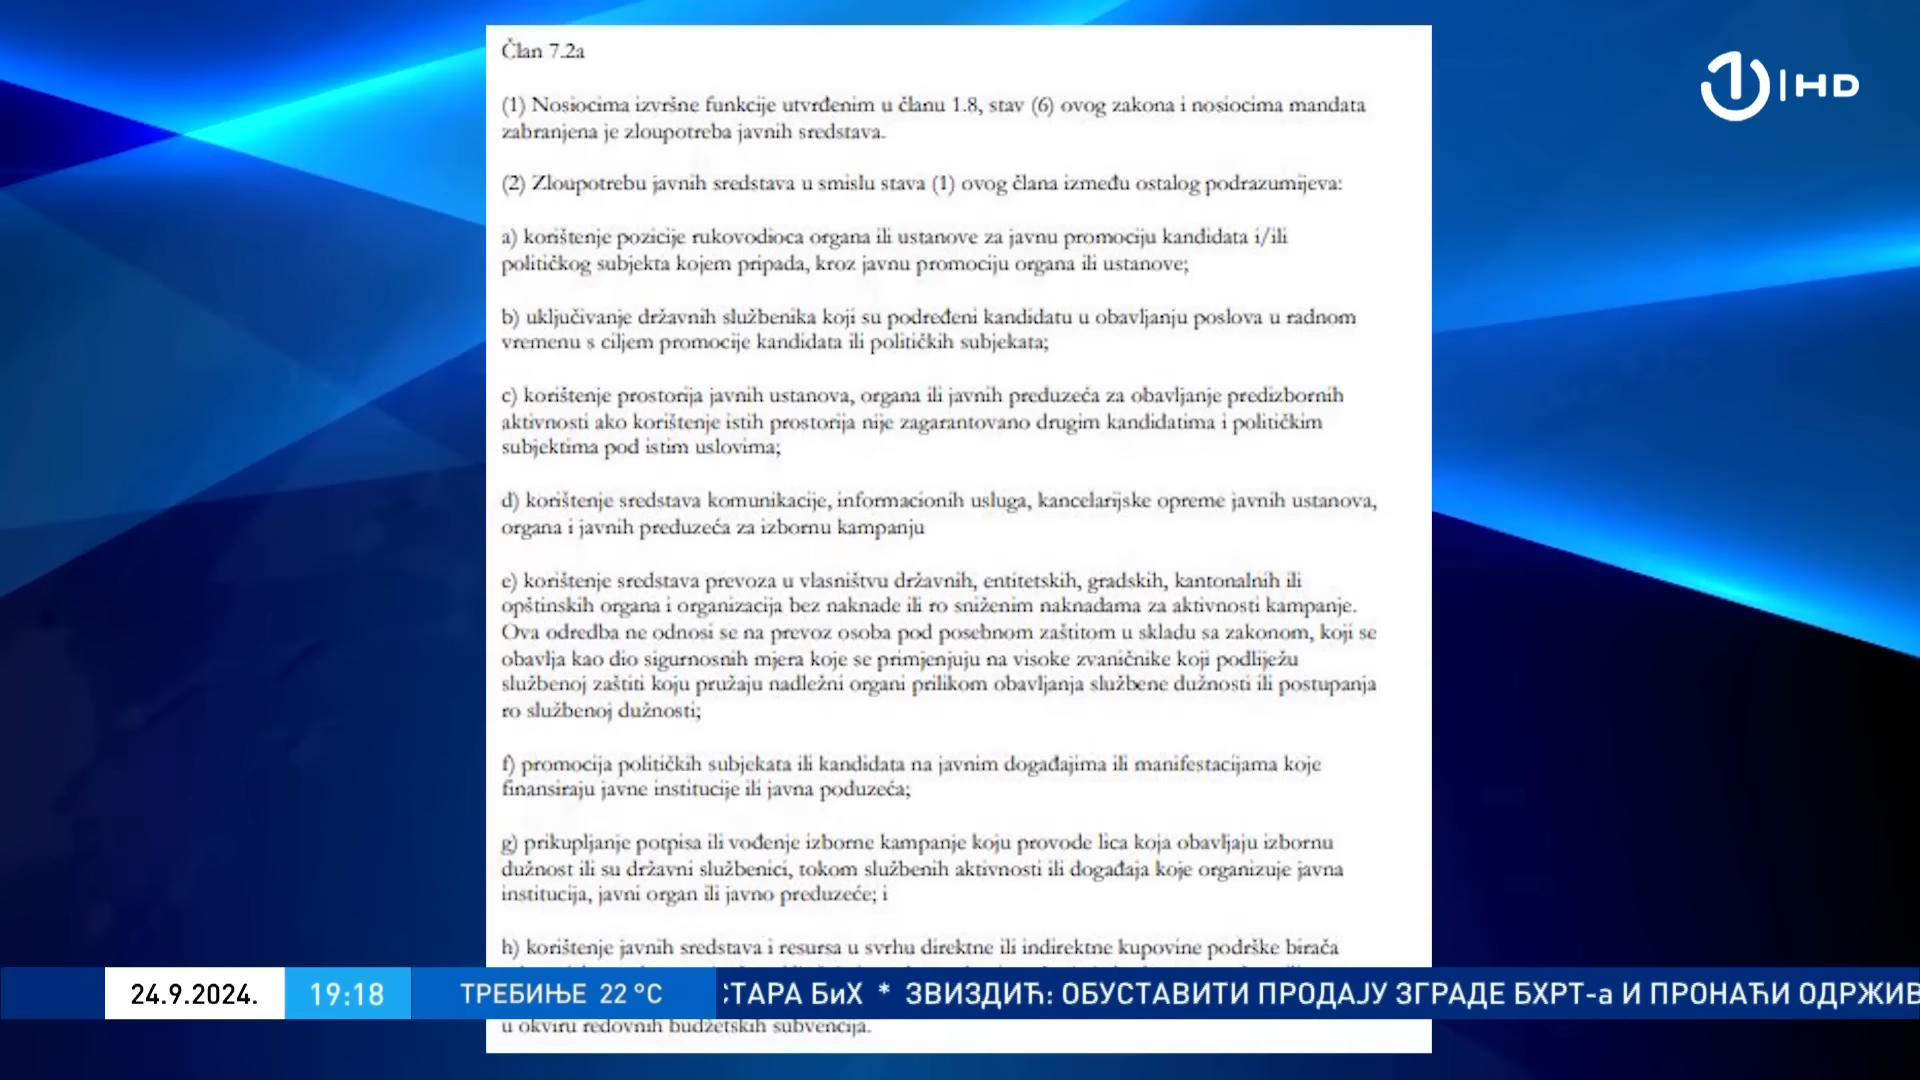 Član 7.2a
(1) Nosiocima izvršne funkcije utvrđenim u članu 1.8, stav (6) ovog zakona i nosiocima mandata
zabranjena je zloupotreba javnih sredstava.
(2) Zloupotrebu javnih sredstava u smislu stava (1) ovog člana između ostalog podrazumijeva:
a) korištenje pozicije rukovodioca organa ili ustanove za javnu promociju kandidata i/ili
političkog subjekta kojem pripada, kroz javnu promociju organa ili ustanove;
b) uključivanje državnih službenika koji su podređeni kandidatu u obavljanju poslova u radnom
vremenu s ciljem promocije kandidata ili političkih subjekata;
c) korištenje prostorija javnih ustanova, organa ili javnih preduzeća za obavljanje predizbornih
aktivnosti ako korištenje istih prostorija nije zagarantovano drugim kandidatima i političkim
subjektima pod istim uslovima;
d) korištenje sredstava komunikacije, informacionih usluga, kancelarijske opreme javnih ustanova,
organa i javnih preduzeća za izbornu kampanju
e) korištenje sredstava prevoza u vlasništvu državnih, entitetskih, gradskih, kantonalnih ili
opštinskih organa i organizacija bez naknade ili ro sniženim naknadama za aktivnosti kampanje.
Ova odredba ne odnosi se na prevoz osoba pod posebnom zaštitom u skladu sa zakonom, koji se
obavlja kao dio sigurnosnih mjera koje se primjenjuju na visoke zvaničnike koji podliježu
službenoj zaštiti koju pružaju nadležni organi prilikom obavljanja službene dužnosti ili postupanja
ro službenoj dužnosti;
f) promocija političkih subjekata ili kandidata na javnim događajima ili manifestacijama koje
finansiraju javne institucije ili javna poduzeća;
g) prikupljanje potpisa ili vođenje izborne kampanje koju provode lica koja obavljaju izbornu
dužnost ili su državni službenici, tokom službenih aktivnosti ili događaja koje organizuje javna
institucija, javni organ ili javno preduzeće; i
h) korištenje javnih sredstava i resursa u svrhu direktne ili indirektne kupovine podrške birača
u okviru redovnih budžetskih subvencija.
1 HD
24.9.2024. 19:18 ТРЕБИЊЕ 22 °C СТАРА БиХ * ЗВИЗДИЋ: ОБУСТАВИТИ ПРОДАЈУ ЗГРАДЕ БХРТ-а И ПРОНАЋИ ОДРЖИВ